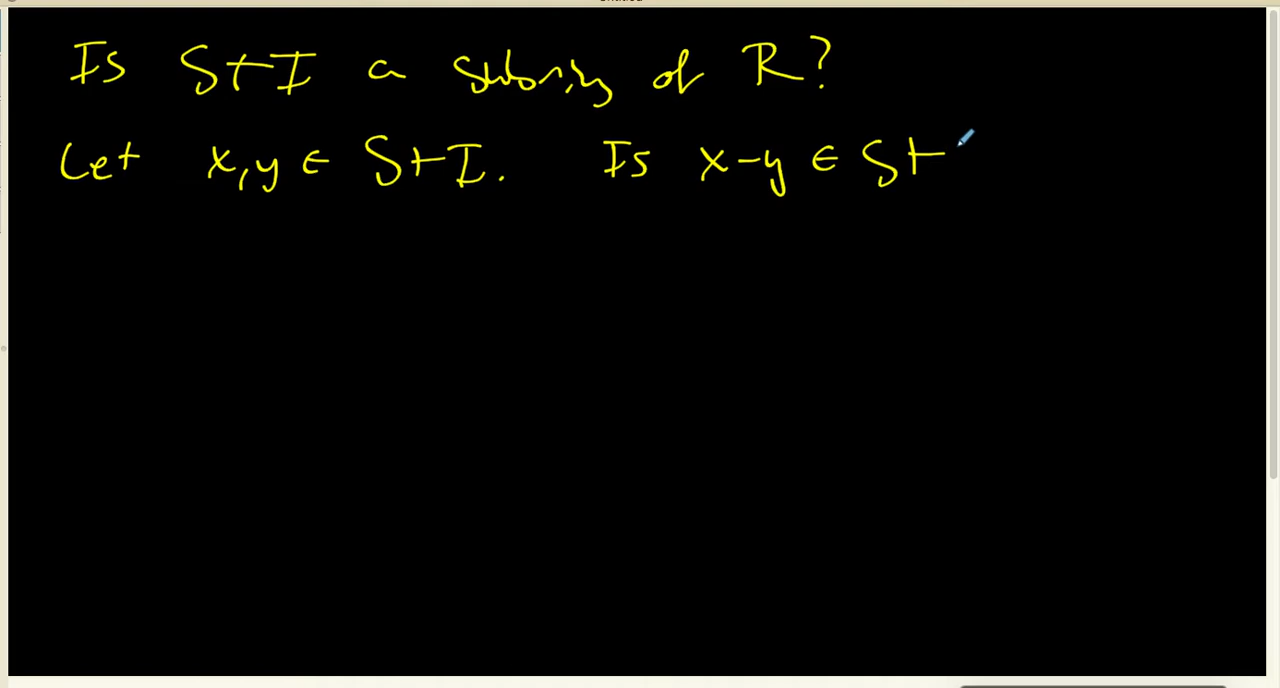 Is S+I a subring of R?
Let x,y ∈ S+I. Is x-y ∈ S+